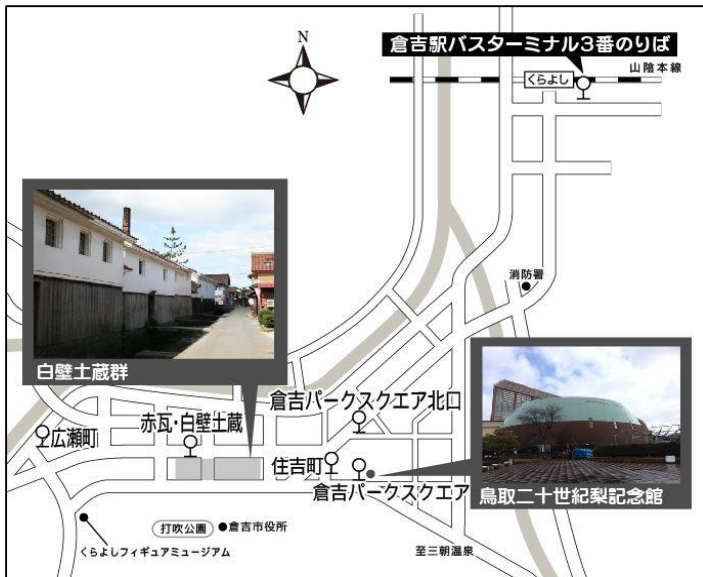 N
倉吉駅バスターミナル3番のりば
山陰本線
くらよし
消防署
白壁土蔵群
倉吉パークスクエア北口
赤瓦・白壁土蔵
広瀬町
住吉町
倉吉パークスクエア
鳥取二十世紀梨記念館
打吹公園
倉吉市役所
くらよしフィギュアミュージアム
至三朝温泉